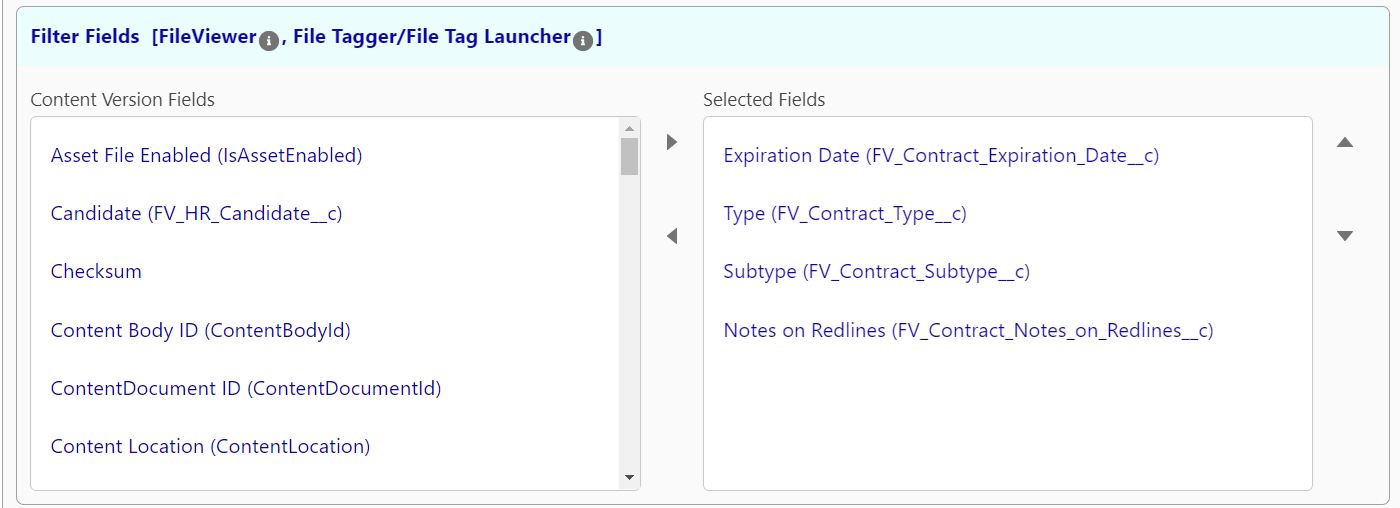 Filter Fields [FileViewer i, File Tagger/File Tag Launcher i]
Content Version Fields
Asset File Enabled (IsAssetEnabled)
Candidate (FV_HR_Candidate__c)
Checksum
Content Body ID (ContentBodyId)
ContentDocument ID (ContentDocumentId)
Content Location (ContentLocation)
Selected Fields
Expiration Date (FV_Contract_Expiration_Date__c)
Type (FV_Contract_Type__c)
Subtype (FV_Contract_Subtype__c)
Notes on Redlines (FV_Contract_Notes_on_Redlines__c)